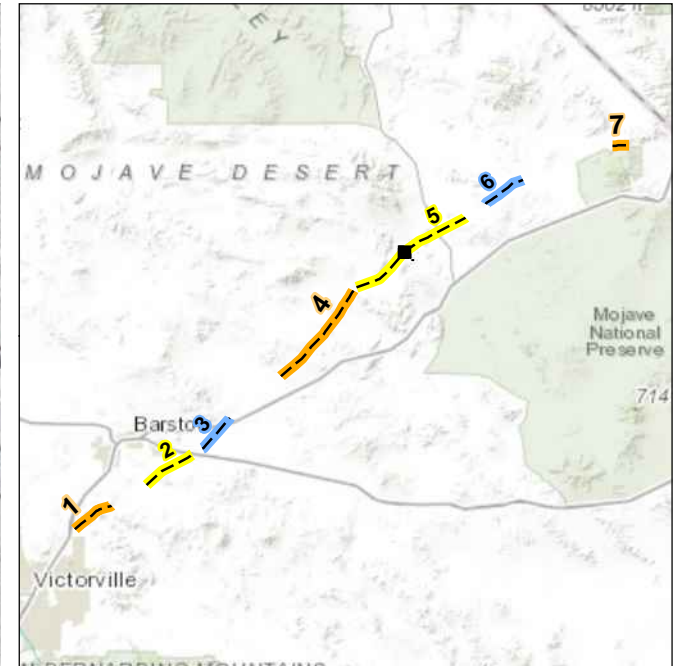 E Y
7
MOJAVE DESERT
6
5
4
Mojave
National
Preserve
714
Barsto
3
2
1
Victorville